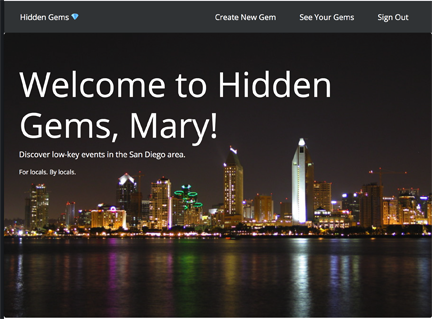 Hidden Gems 💎
Create New Gem
See Your Gems
Sign Out
Welcome to Hidden
Gems, Mary!
Discover low-key events in the San Diego area.
For locals. By locals.